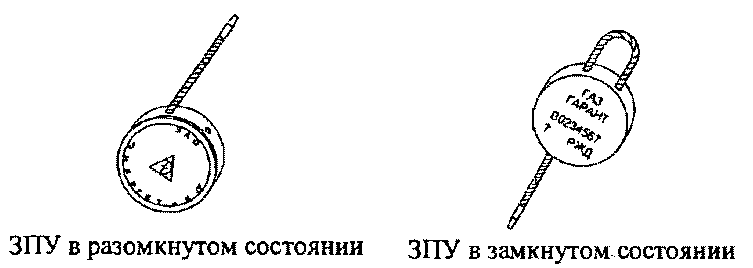 ГАЗ
ГАРАНТ
В0234567
Т РЖД
ЗПУ в разомкнутом состоянии
ЗПУ в замкнутом состоянии